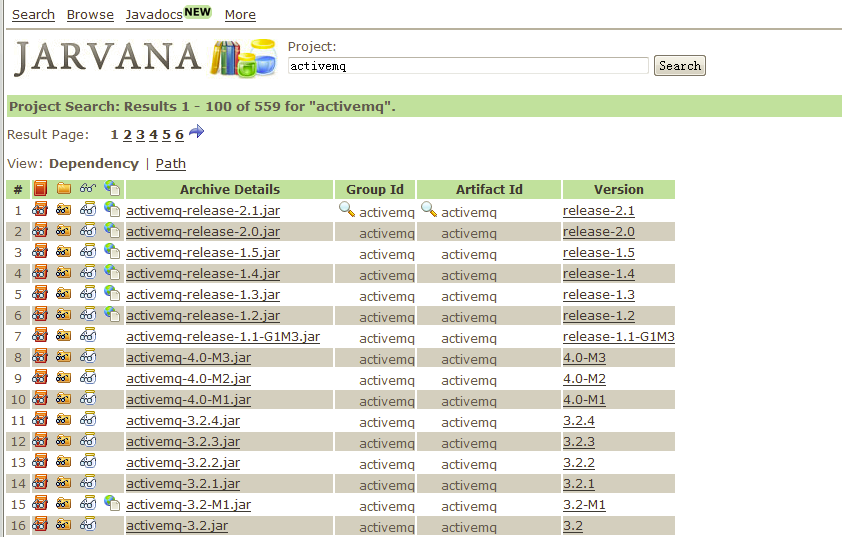 Search Browse Javadocs NEW More
JARVANA
Project:
activemq Search
Project Search: Results 1 - 100 of 559 for "activemq".
Result Page: 1 2 3 4 5 6
View: Dependency | Path
# Archive Details Group Id Artifact Id Version
1 activemq-release-2.1.jar activemq activemq release-2.1
2 activemq-release-2.0.jar activemq activemq release-2.0
3 activemq-release-1.5.jar activemq activemq release-1.5
4 activemq-release-1.4.jar activemq activemq release-1.4
5 activemq-release-1.3.jar activemq activemq release-1.3
6 activemq-release-1.2.jar activemq activemq release-1.2
7 activemq-release-1.1-G1M3.jar activemq activemq release-1.1-G1M3
8 activemq-4.0-M3.jar activemq activemq 4.0-M3
9 activemq-4.0-M2.jar activemq activemq 4.0-M2
10 activemq-4.0-M1.jar activemq activemq 4.0-M1
11 activemq-3.2.4.jar activemq activemq 3.2.4
12 activemq-3.2.3.jar activemq activemq 3.2.3
13 activemq-3.2.2.jar activemq activemq 3.2.2
14 activemq-3.2.1.jar activemq activemq 3.2.1
15 activemq-3.2-M1.jar activemq activemq 3.2-M1
16 activemq-3.2.jar activemq activemq 3.2